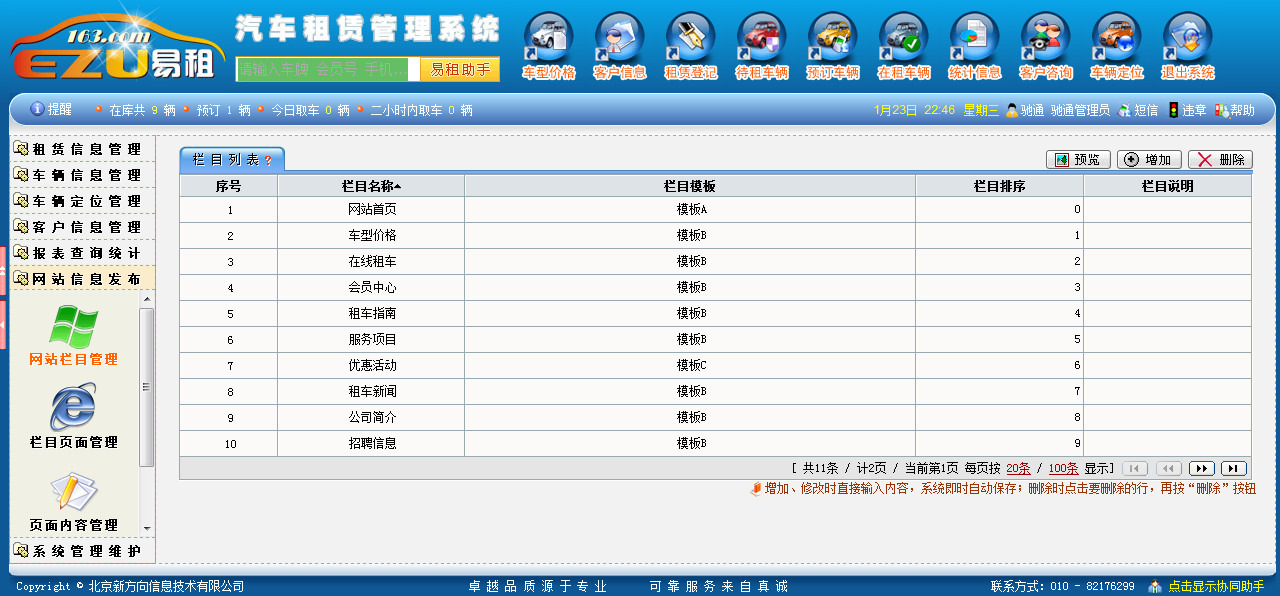 163.com
EZU易租
汽车租赁管理系统
请输入车牌 会员号 手机...
易租助手
车型价格 客户信息 租赁登记 待租车辆 预订车辆 在租车辆 统计信息 客户咨询 车辆定位 退出系统
提醒 在库共 9 辆 预订 1 辆 今日取车 0 辆 二小时内取车 0 辆
1月23日 22:46 星期三 驰通 驰通管理员 短信 违章 帮助
租赁信息管理
车辆信息管理
车辆定位管理
客户信息管理
报表查询统计
网站信息发布
网站栏目管理
栏目页面管理
页面内容管理
系统管理维护
栏目列表?
预览 增加 删除
序号 栏目名称 栏目模板 栏目排序 栏目说明
1 网站首页 模板A 0
2 车型价格 模板B 1
3 在线租车 模板B 2
4 会员中心 模板B 3
5 租车指南 模板B 4
6 服务项目 模板B 5
7 优惠活动 模板C 6
8 租车新闻 模板B 7
9 公司简介 模板B 8
10 招聘信息 模板B 9
[ 共11条 / 计2页 / 当前第1页 每页按 20条 / 100条 显示]
增加、修改时直接输入内容，系统即时自动保存；删除时点击要删除的行，再按“删除”按钮
Copyright © 北京新方向信息技术有限公司
卓越品质源于专业 可靠服务来自真诚
联系方式：010 - 82176299 点击显示协同助手